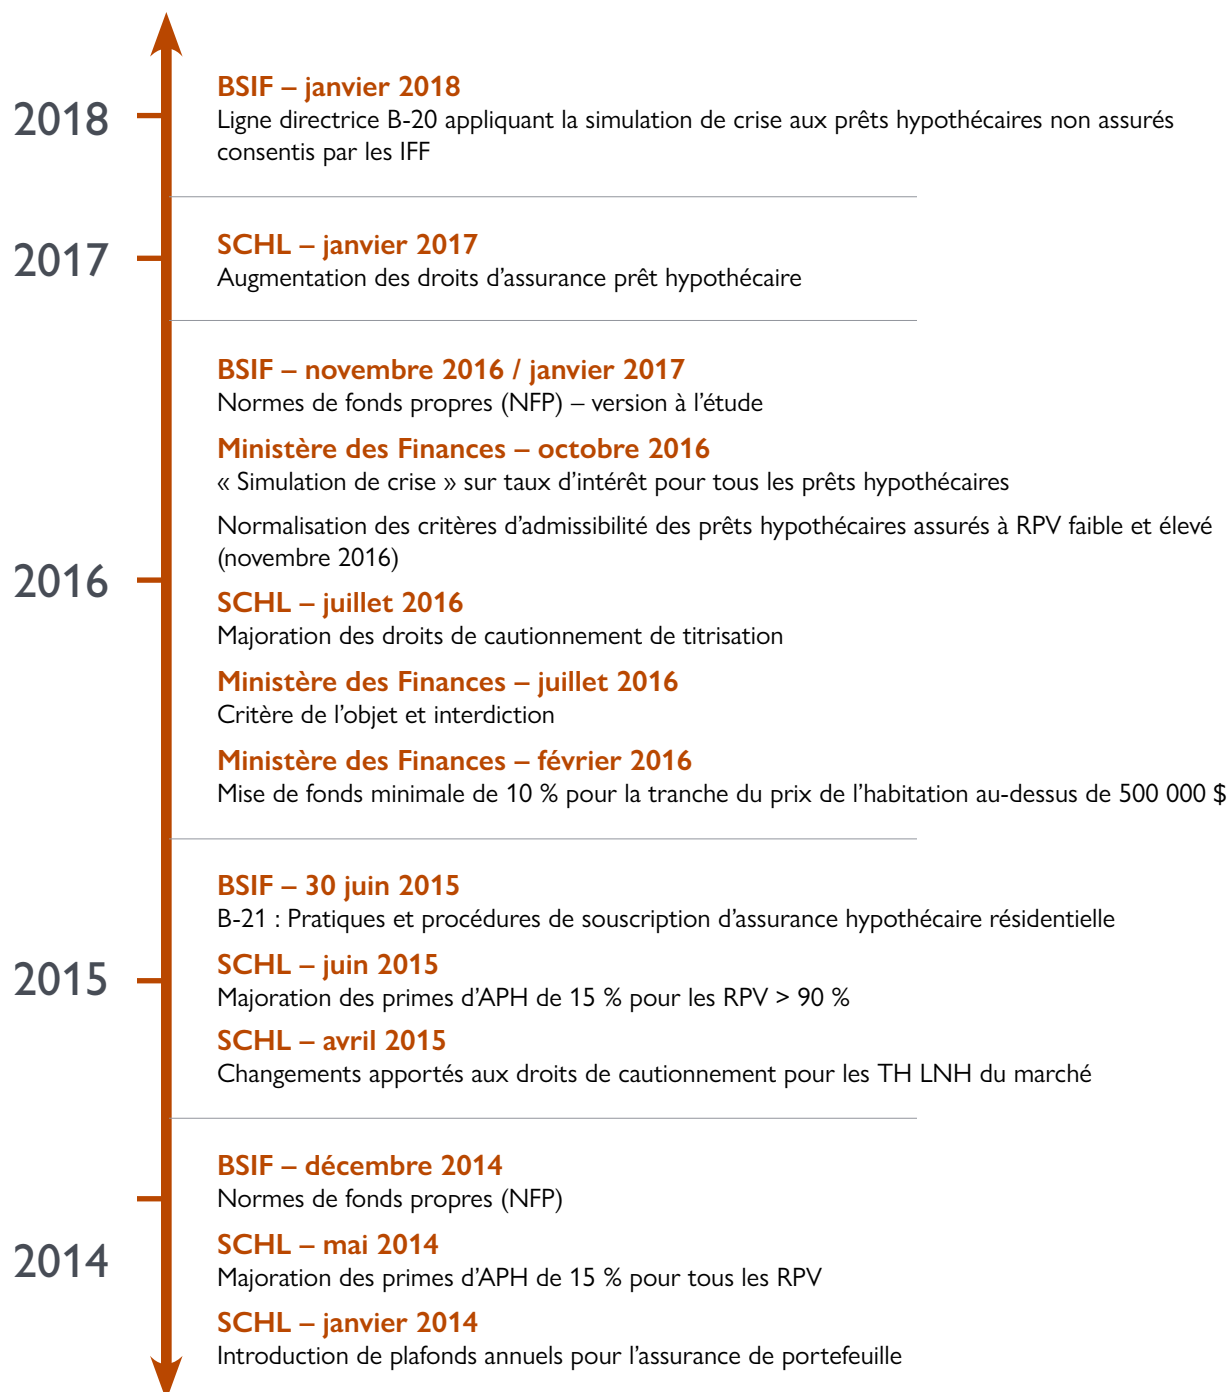 2018
BSIF – janvier 2018
Ligne directrice B-20 appliquant la simulation de crise aux prêts hypothécaires non assurés
consentis par les IFF
2017
SCHL – janvier 2017
Augmentation des droits d’assurance prêt hypothécaire
2016
BSIF – novembre 2016 / janvier 2017
Normes de fonds propres (NFP) – version à l’étude
Ministère des Finances – octobre 2016
« Simulation de crise » sur taux d’intérêt pour tous les prêts hypothécaires
Normalisation des critères d’admissibilité des prêts hypothécaires assurés à RPV faible et élevé
(novembre 2016)
SCHL – juillet 2016
Majoration des droits de cautionnement de titrisation
Ministère des Finances – juillet 2016
Critère de l’objet et interdiction
Ministère des Finances – février 2016
Mise de fonds minimale de 10 % pour la tranche du prix de l’habitation au-dessus de 500 000 $
2015
BSIF – 30 juin 2015
B-21 : Pratiques et procédures de souscription d’assurance hypothécaire résidentielle
SCHL – juin 2015
Majoration des primes d’APH de 15 % pour les RPV > 90 %
SCHL – avril 2015
Changements apportés aux droits de cautionnement pour les TH LNH du marché
2014
BSIF – décembre 2014
Normes de fonds propres (NFP)
SCHL – mai 2014
Majoration des primes d’APH de 15 % pour tous les RPV
SCHL – janvier 2014
Introduction de plafonds annuels pour l’assurance de portefeuille